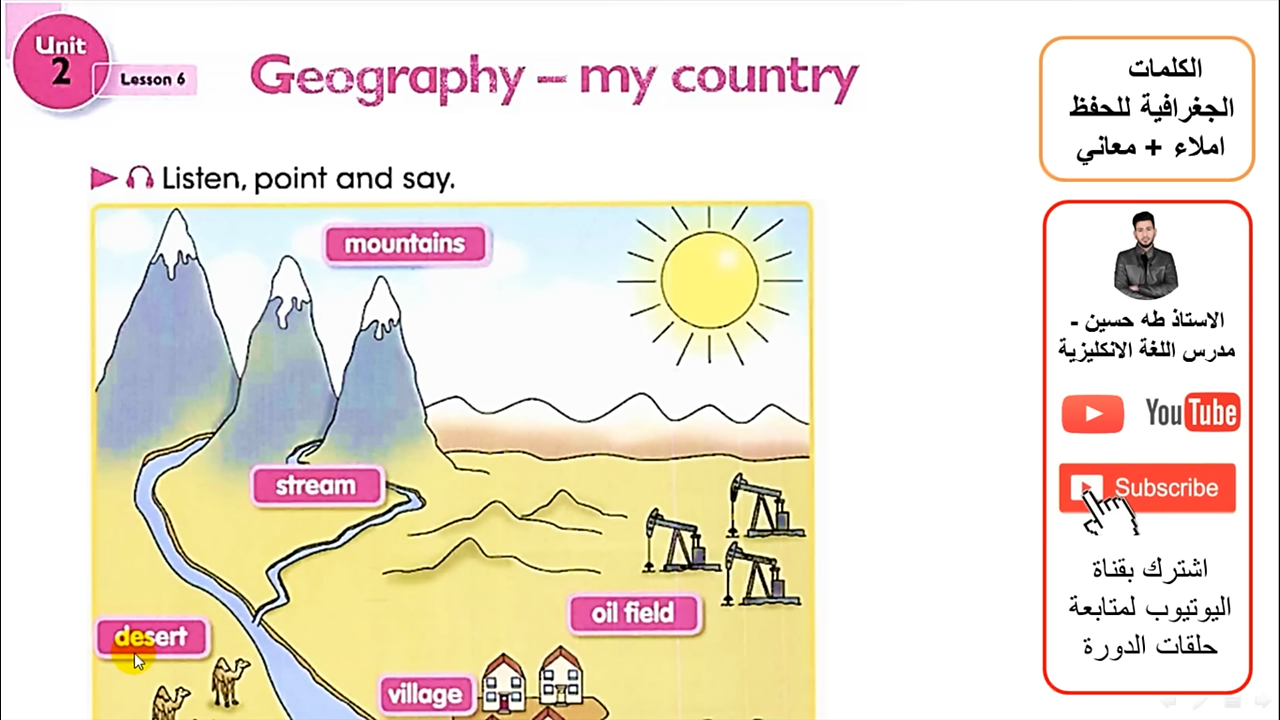 Unit
2
Lesson 6
Geography – my country
Listen, point and say.
mountains
stream
oil field
desert
village
الكلمات
الجغرافية للحفظ
املاء + معاني
الاستاذ طه حسين -
مدرس اللغة الانكليزية
YouTube
Subscribe
اشترك بقناة
اليوتيوب لمتابعة
حلقات الدورة